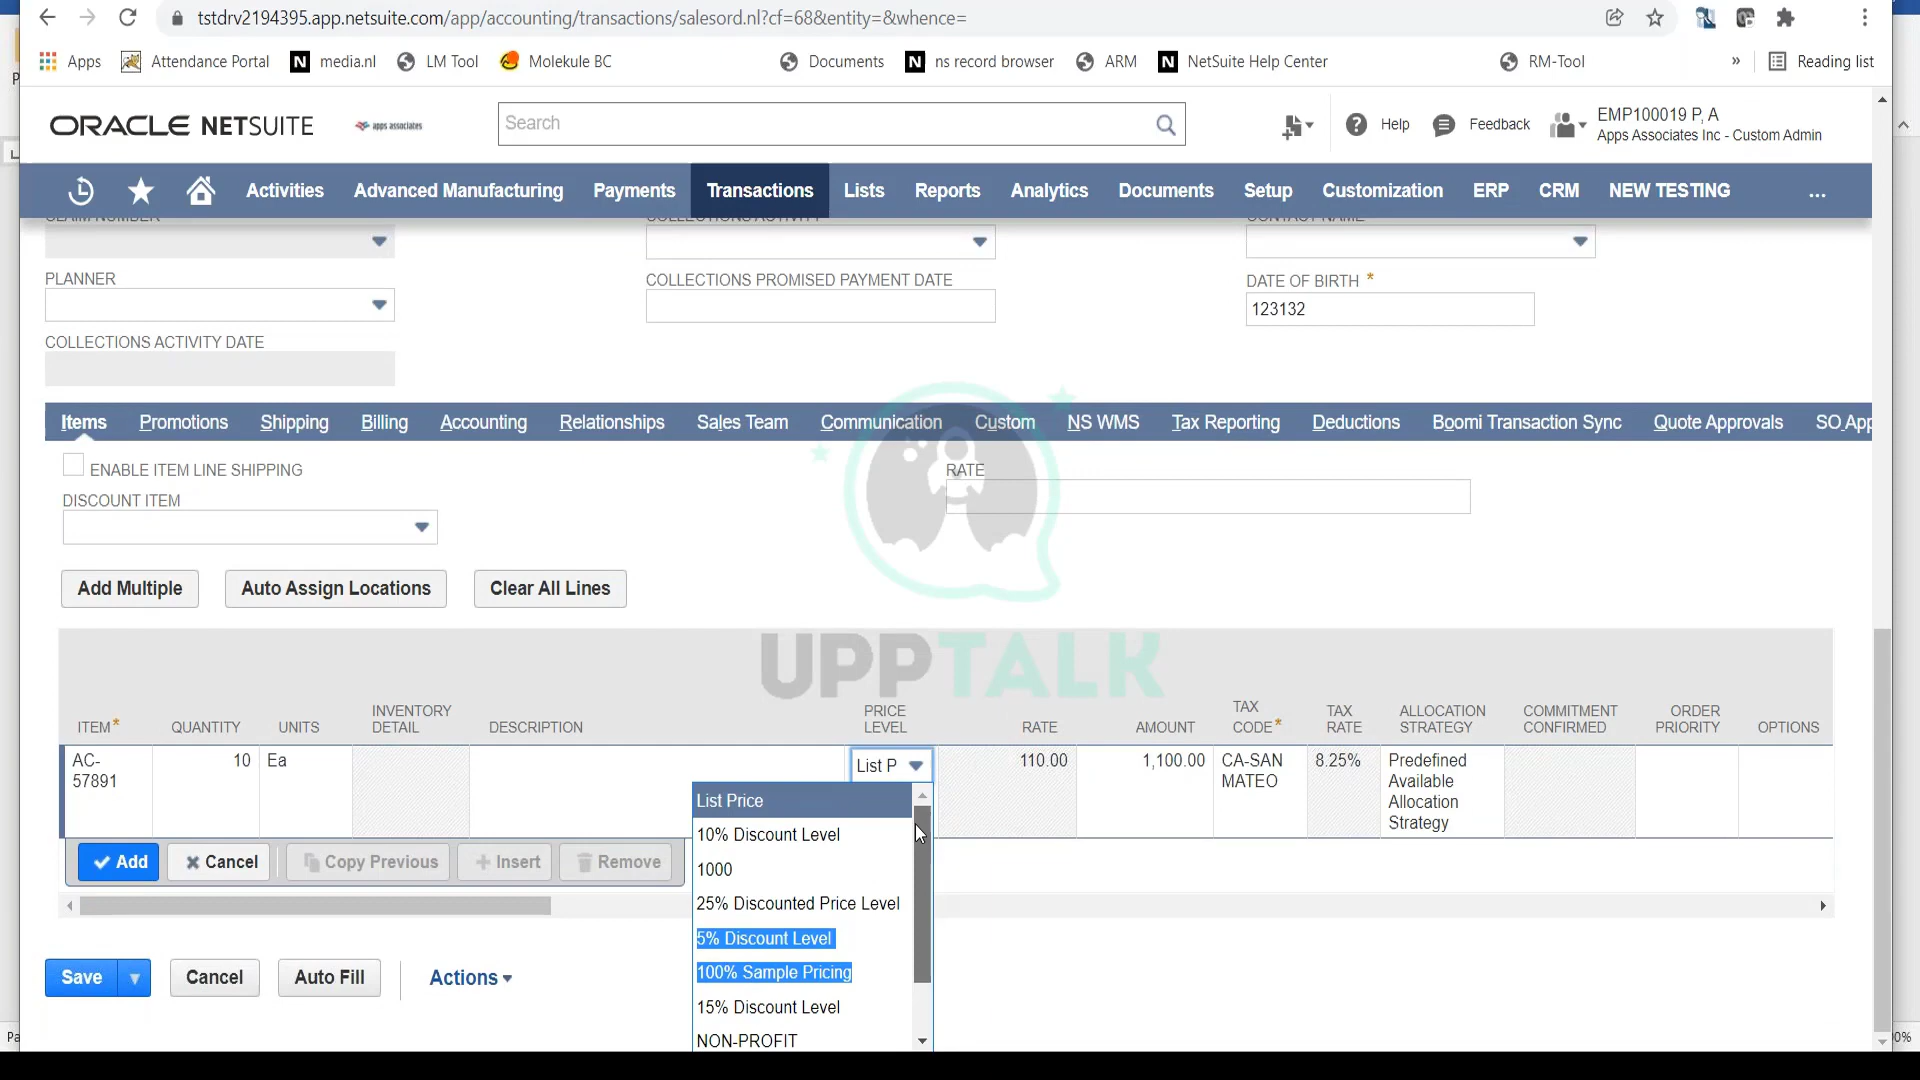 tstdrv2194395.app.netsuite.com/app/accounting/transactions/salesord.nl?cf=68&entity=&whence=
Apps Attendance Portal media.nl LM Tool Molekule BC Documents ns record browser ARM NetSuite Help Center RM-Tool » Reading list
ORACLE NETSUITE apps associates Search Help Feedback EMP100019 P, A
Apps Associates Inc - Custom Admin
Activities Advanced Manufacturing Payments Transactions Lists Reports Analytics Documents Setup Customization ERP CRM NEW TESTING ...
CLAIM NUMBER COLLECTIONS ACTIVITY CONTACT NAME
PLANNER COLLECTIONS PROMISED PAYMENT DATE DATE OF BIRTH *
123132
COLLECTIONS ACTIVITY DATE
Items Promotions Shipping Billing Accounting Relationships Sales Team Communication Custom NS WMS Tax Reporting Deductions Boomi Transaction Sync Quote Approvals SO App
ENABLE ITEM LINE SHIPPING RATE
DISCOUNT ITEM
Add Multiple Auto Assign Locations Clear All Lines
UPPTALK
ITEM* QUANTITY UNITS INVENTORY DETAIL DESCRIPTION PRICE LEVEL RATE AMOUNT TAX CODE* TAX RATE ALLOCATION STRATEGY COMMITMENT CONFIRMED ORDER PRIORITY OPTIONS
AC-57891 10 Ea List P 110.00 1,100.00 CA-SAN MATEO 8.25% Predefined Available Allocation Strategy
List Price
10% Discount Level
1000
25% Discounted Price Level
5% Discount Level
100% Sample Pricing
15% Discount Level
NON-PROFIT
Add Cancel Copy Previous Insert Remove
Save Cancel Auto Fill Actions